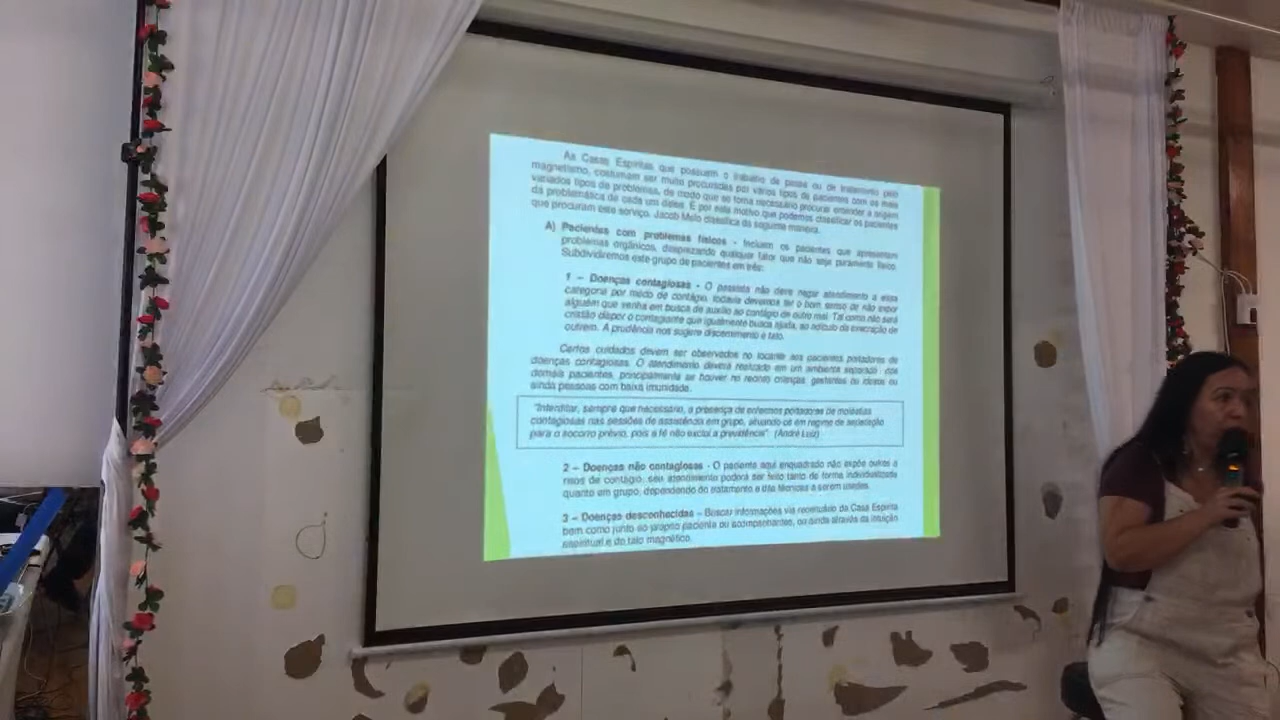 As Casas Espíritas que possuem o trabalho de passe ou de tratamento pelo
magnetismo, costumam ser muito procuradas por vários tipos de pacientes com os mais
variados tipos de problemas, de modo que se torna necessário procurar entender a origem
da problemática de cada um deles. É por este motivo que podemos classificar os pacientes
que procuram este serviço. Jacob Melo classifica da seguinte maneira.
A) Pacientes com problemas físicos - Incluem os pacientes que apresentam
problemas orgânicos, desprezando qualquer fator que não seja puramente físico.
Subdividiremos este grupo de pacientes em três:
1 – Doenças contagiosas - O passista não deve negar atendimento a essa
categoria por medo de contágio, todavia devemos ter o bom senso de não expor
alguém que venha em busca de auxílio ao contágio de outro mal. Tal como não será
cristão dispor o contagiante que igualmente busca ajuda, ao ridículo da execração de
outrem. A prudência nos sugere discernimento e tato.
Certos cuidados devem ser observados no tocante aos pacientes portadores de
doenças contagiosas. O atendimento deverá realizado em um ambiente separado dos
demais pacientes, principalmente se houver no recinto crianças, gestantes ou idosos ou
ainda pessoas com baixa imunidade.
"Interditar, sempre que necessário, a presença de enfermos portadores de moléstias
contagiosas nas sessões de assistência em grupo, situando-os em regime de separação
para o socorro prévio, pois a fé não exclui a previdência". (André Luiz)
2 – Doenças não contagiosas - O paciente aqui enquadrado não expõe outros a
riscos de contágio, seu atendimento poderá ser feito tanto de forma individualizada
quanto em grupo, dependendo do tratamento e das técnicas a serem usadas.
3 – Doenças desconhecidas – Buscar informações via receituário da Casa Espírita
bem como junto ao próprio paciente ou acompanhantes, ou ainda através da intuição
espiritual e do tato magnético.